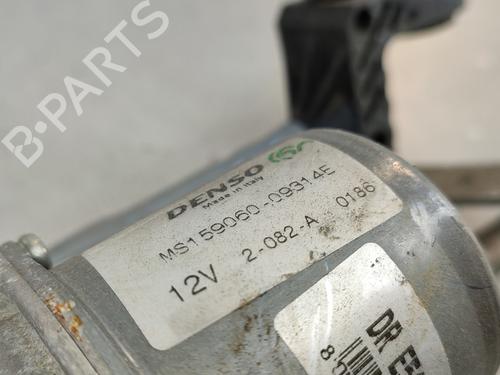 B-PARTS
DENSO
Made in Italy
MS159060-09314E
12V 2-082-A 0186
DR.